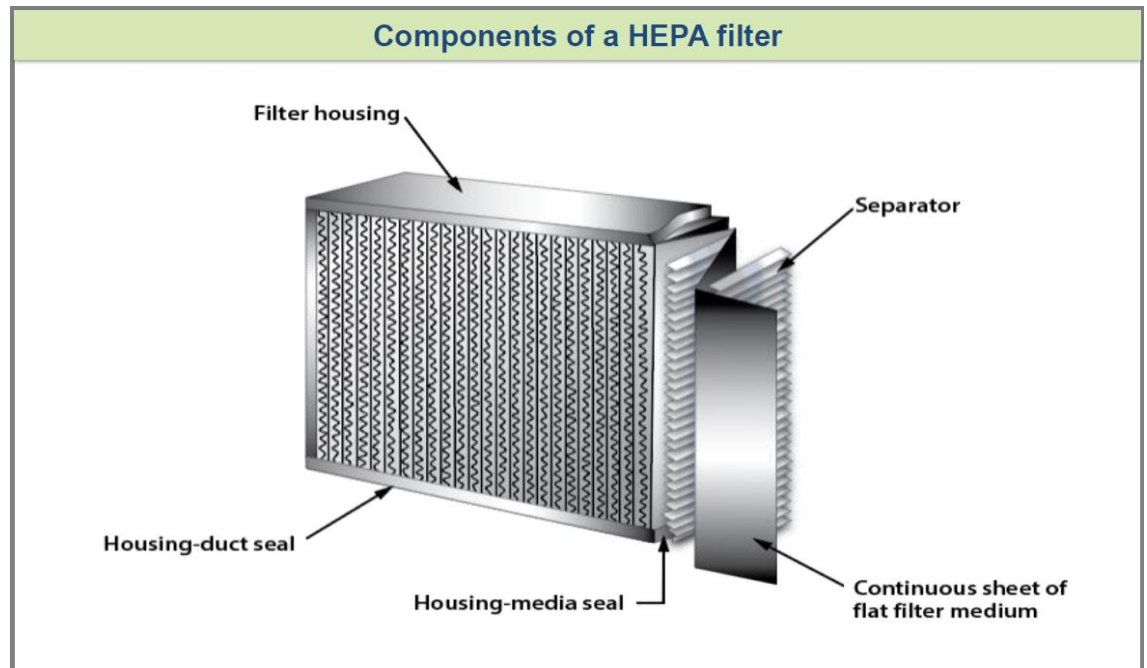 Components of a HEPA filter
Filter housing
Separator
Housing-duct seal
Housing-media seal
Continuous sheet of
flat filter medium